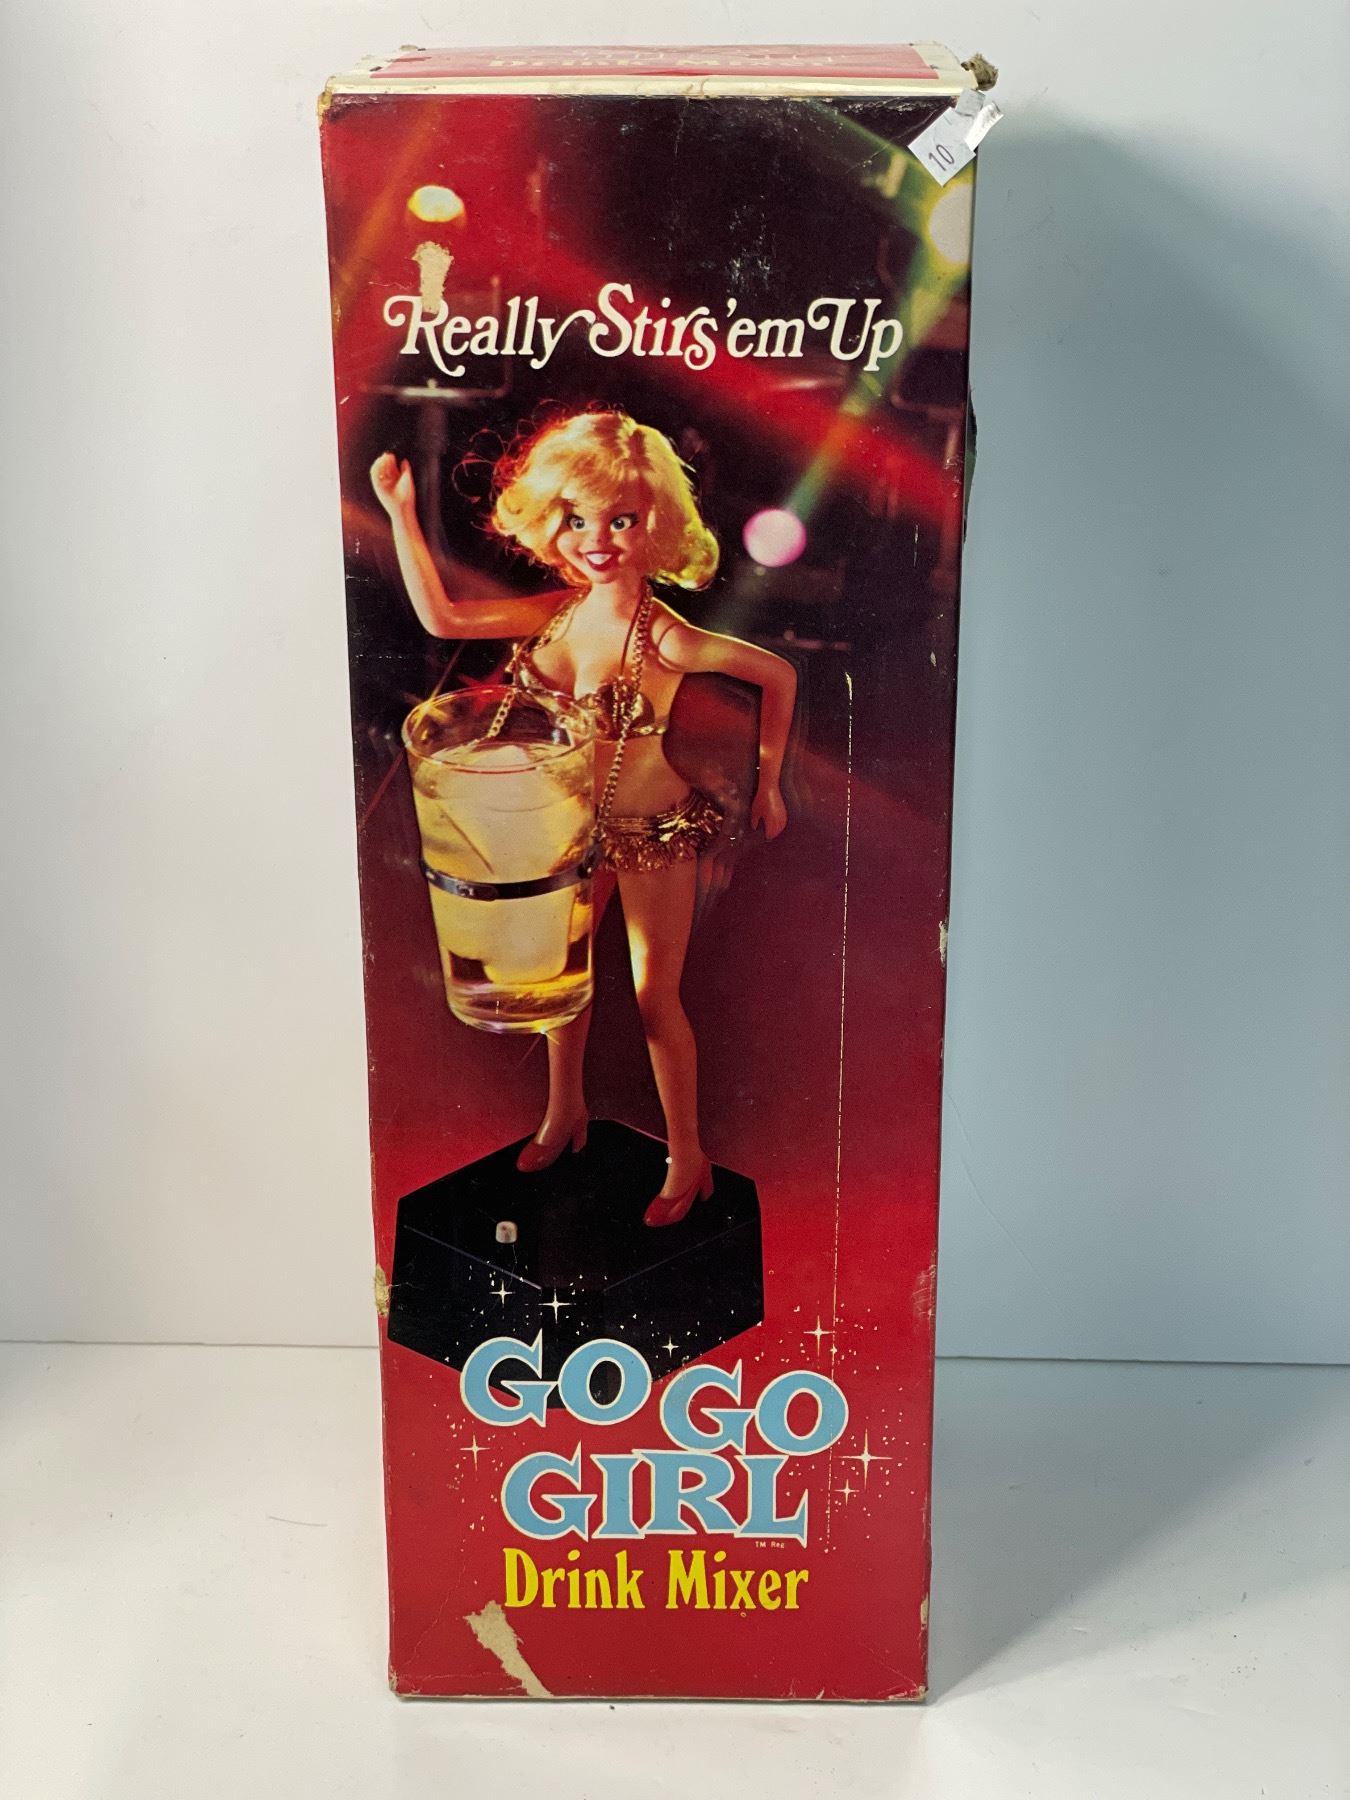 Drink Mixer
10
Really Stirs 'em Up
GO GO
GIRL
TM Reg
Drink Mixer